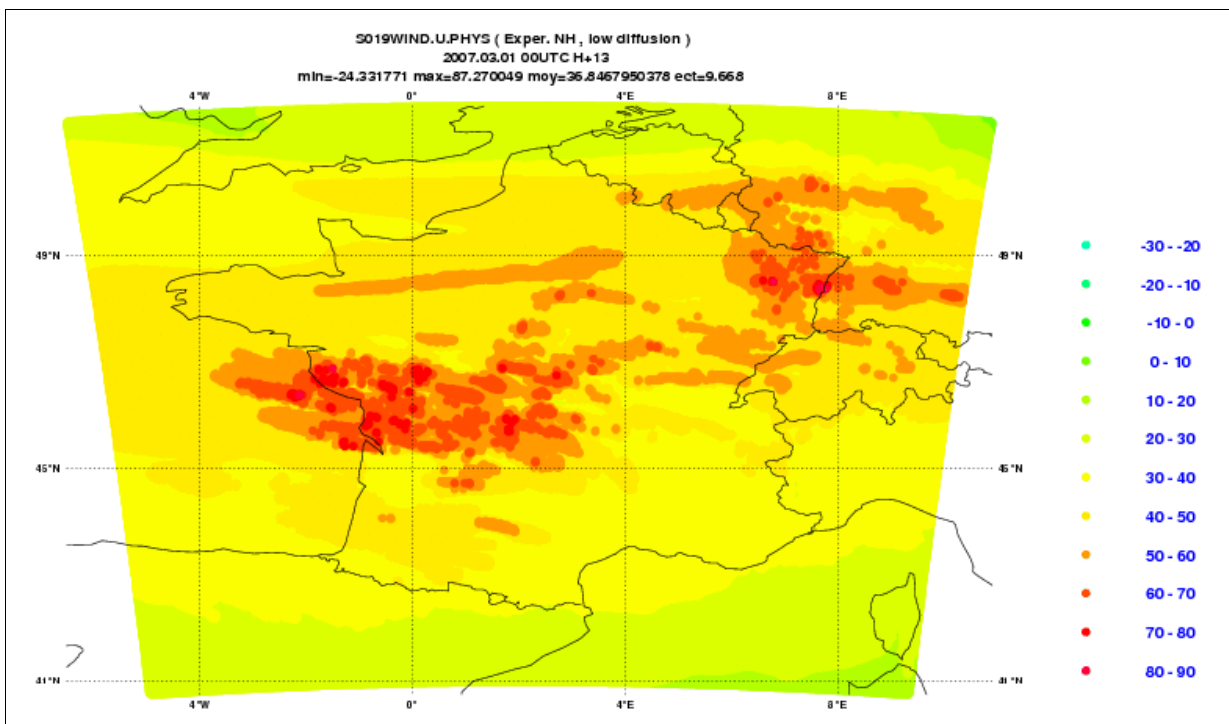 S019WIND.U.PHYS ( Exper. NH , low diffusion )
2007.03.01 00UTC H+13
min=-24.331771 max=87.270049 moy=36.8467950378 ect=9.668
4°W 0° 4°E 8°E
49°N 49°N
45°N 45°N
41°N 41°N
4°W 0° 4°E 8°E
-30 - -20
-20 - -10
-10 - 0
0 - 10
10 - 20
20 - 30
30 - 40
40 - 50
50 - 60
60 - 70
70 - 80
80 - 90